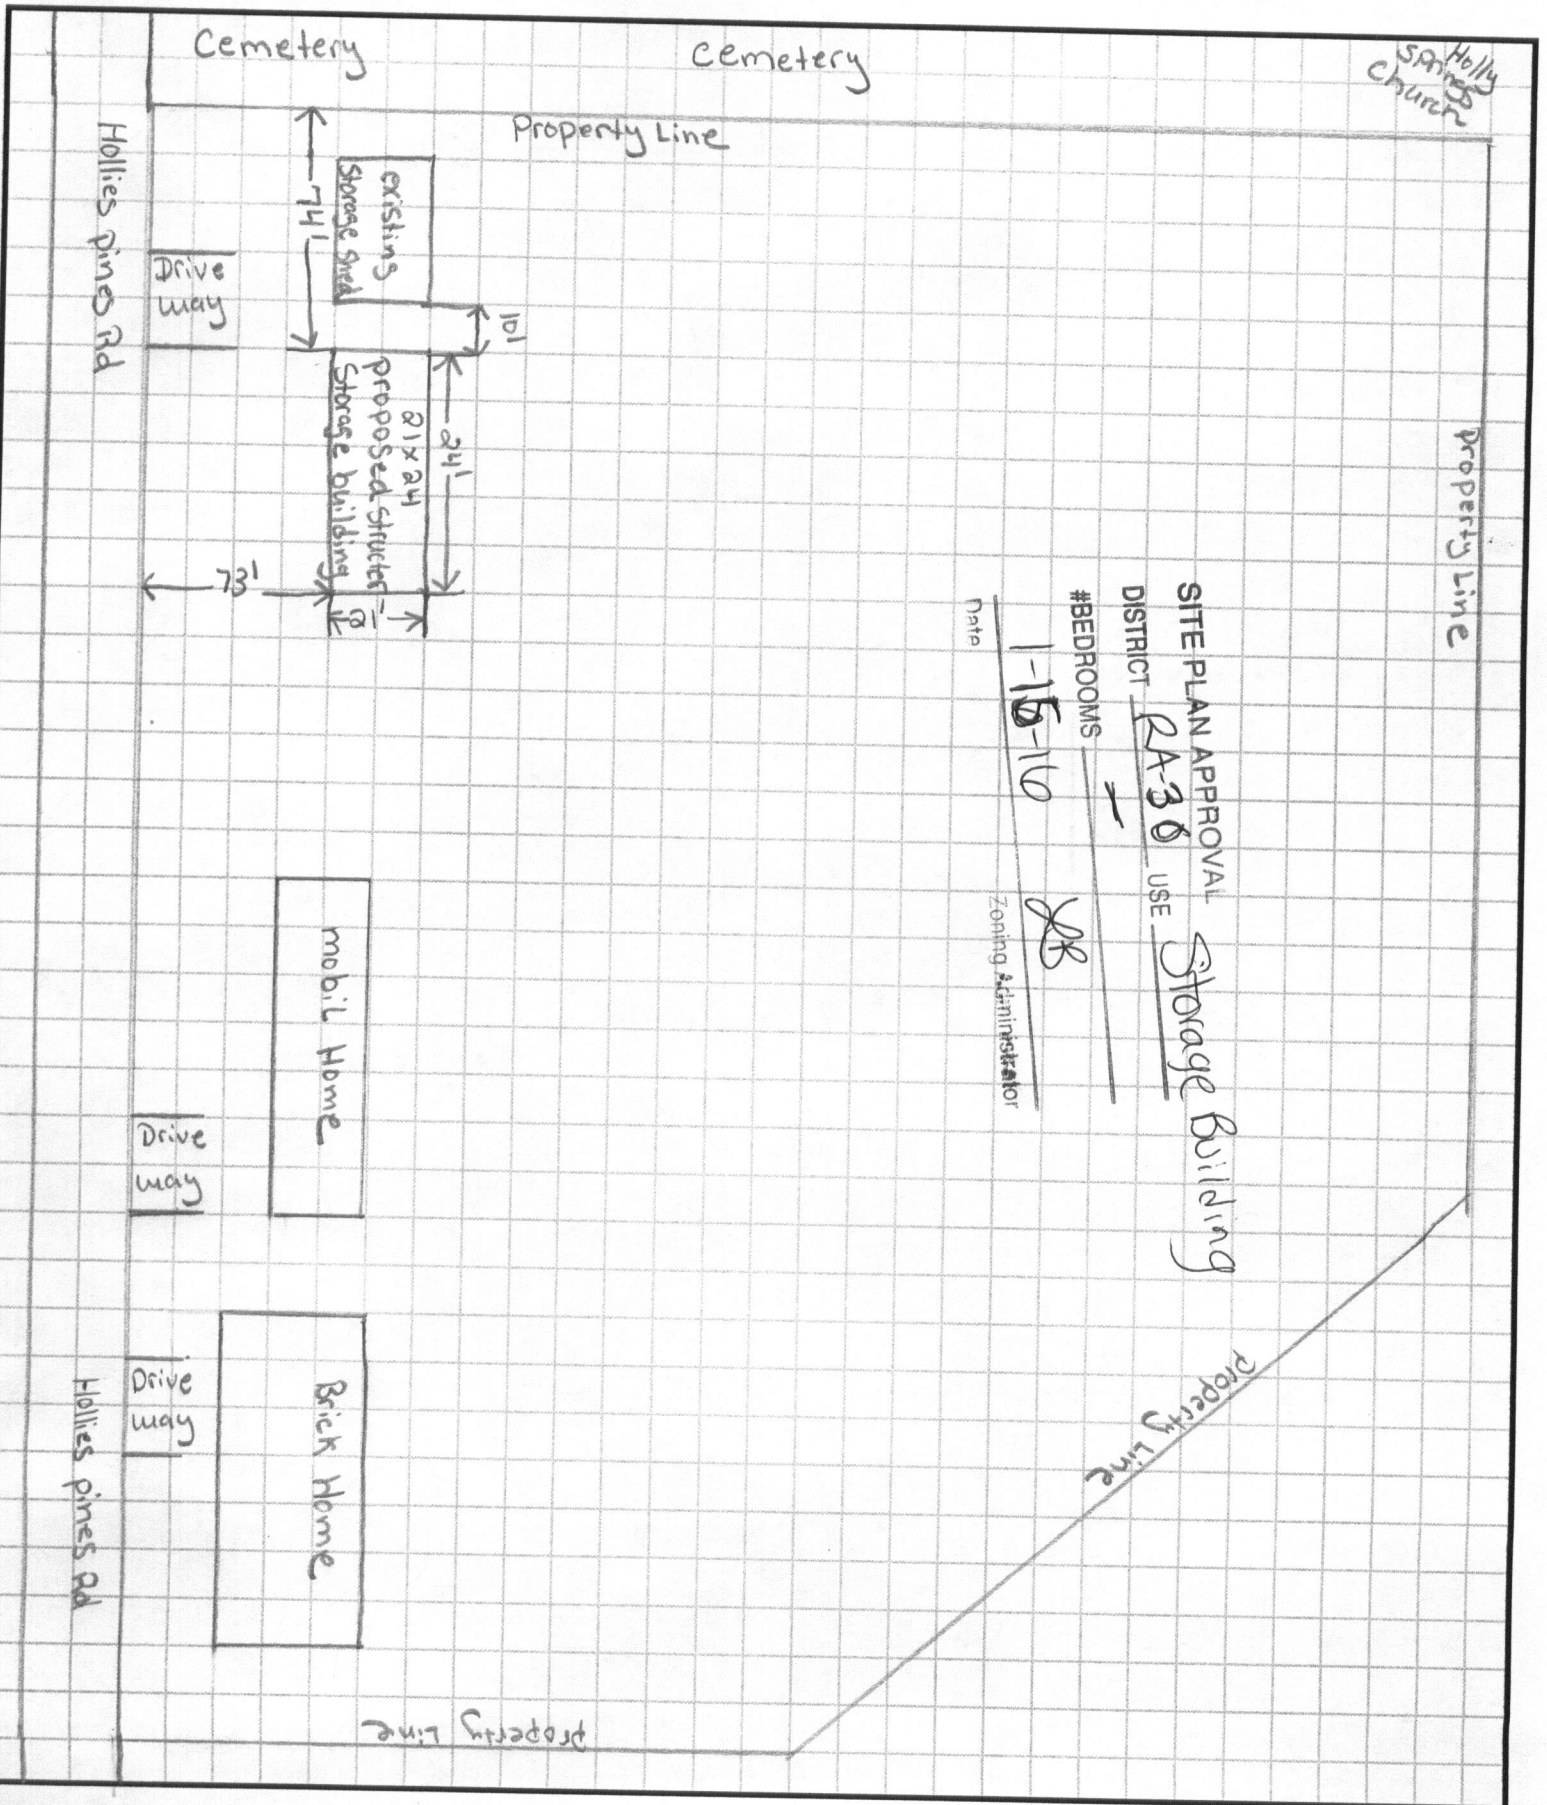 Cemetery
Cemetery
Holly
Springs
Church
Property Line
Hollies pines Rd
Drive
way
74'
existing
Storage Shed
10'
21x24
proposed structer
Storage building
24'
73'
21'
Property Line
SITE PLAN APPROVAL
DISTRICT RA-30 USE Storage Building
#BEDROOMS
1-15-16
Date
Zoning Administrator
mobil Home
Drive
way
Brick Home
Drive
way
Hollies pines Rd
property Line
property Line